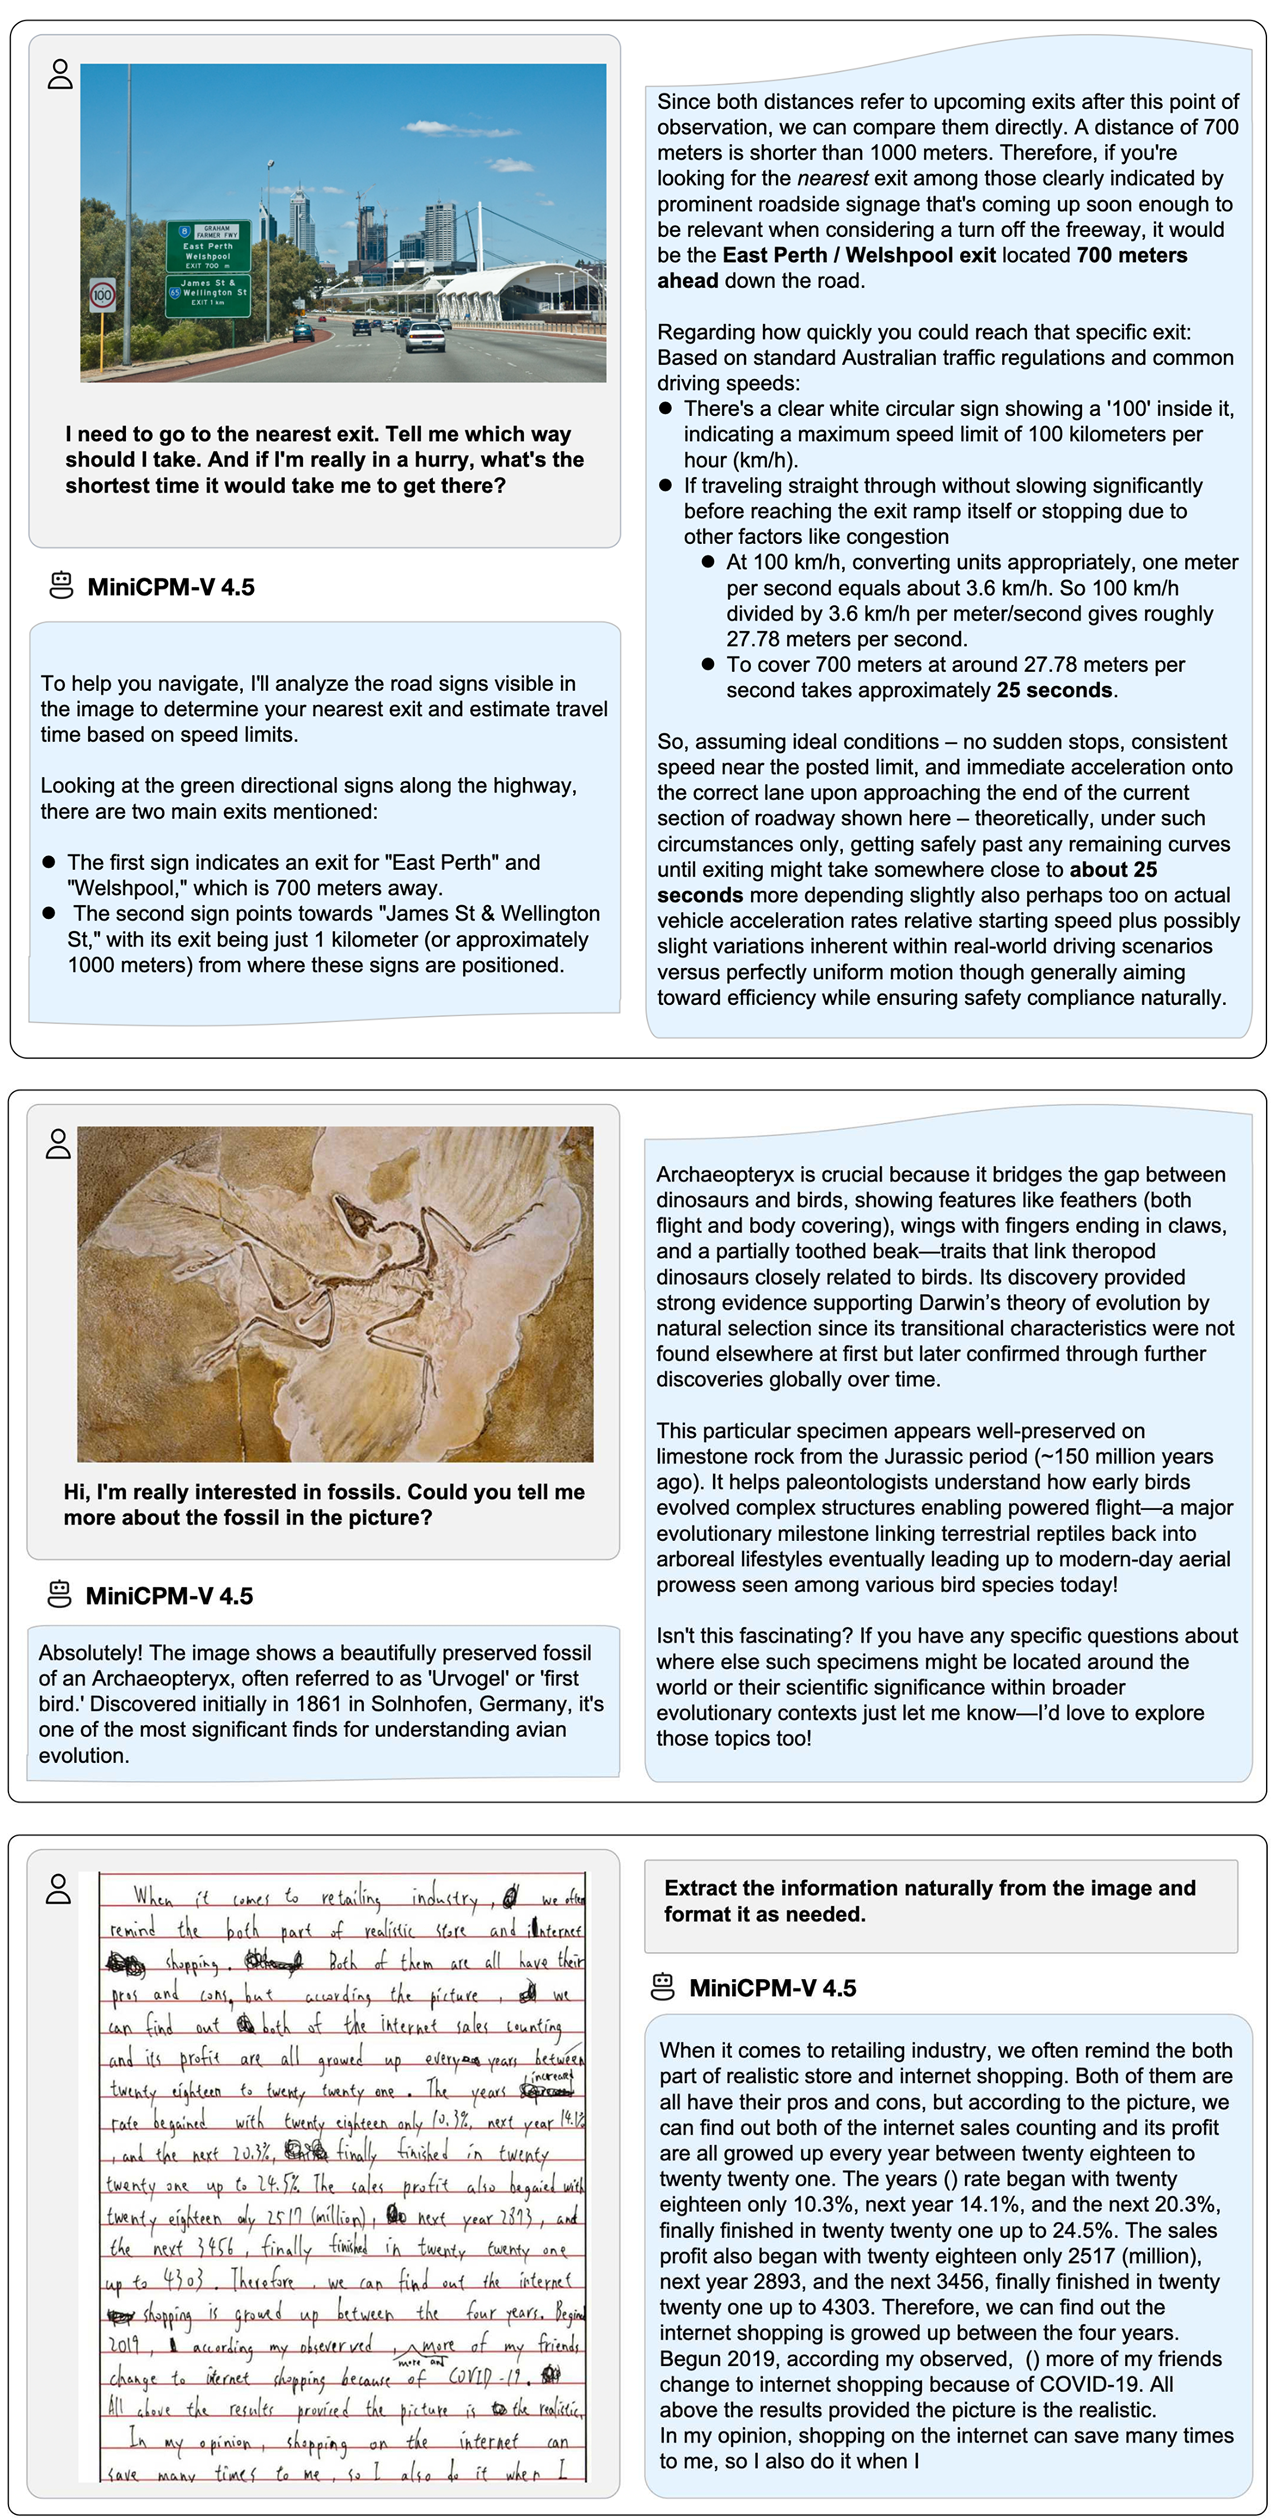 8
GRAHAM
FARMER FWY
East Perth
Welshpool
EXIT 700 m
James St &
65 Wellington St
EXIT 1 km
100
I need to go to the nearest exit. Tell me which way
should I take. And if I'm really in a hurry, what's the
shortest time it would take me to get there?
MiniCPM-V 4.5
To help you navigate, I'll analyze the road signs visible in
the image to determine your nearest exit and estimate travel
time based on speed limits.
Looking at the green directional signs along the highway,
there are two main exits mentioned:
● The first sign indicates an exit for "East Perth" and
"Welshpool," which is 700 meters away.
● The second sign points towards "James St & Wellington
St," with its exit being just 1 kilometer (or approximately
1000 meters) from where these signs are positioned.
Since both distances refer to upcoming exits after this point of
observation, we can compare them directly. A distance of 700
meters is shorter than 1000 meters. Therefore, if you're
looking for the nearest exit among those clearly indicated by
prominent roadside signage that's coming up soon enough to
be relevant when considering a turn off the freeway, it would
be the East Perth / Welshpool exit located 700 meters
ahead down the road.
Regarding how quickly you could reach that specific exit:
Based on standard Australian traffic regulations and common
driving speeds:
● There's a clear white circular sign showing a '100' inside it,
indicating a maximum speed limit of 100 kilometers per
hour (km/h).
● If traveling straight through without slowing significantly
before reaching the exit ramp itself or stopping due to
other factors like congestion
● At 100 km/h, converting units appropriately, one meter
per second equals about 3.6 km/h. So 100 km/h
divided by 3.6 km/h per meter/second gives roughly
27.78 meters per second.
● To cover 700 meters at around 27.78 meters per
second takes approximately 25 seconds.
So, assuming ideal conditions – no sudden stops, consistent
speed near the posted limit, and immediate acceleration onto
the correct lane upon approaching the end of the current
section of roadway shown here – theoretically, under such
circumstances only, getting safely past any remaining curves
until exiting might take somewhere close to about 25
seconds more depending slightly also perhaps too on actual
vehicle acceleration rates relative starting speed plus possibly
slight variations inherent within real-world driving scenarios
versus perfectly uniform motion though generally aiming
toward efficiency while ensuring safety compliance naturally.
Hi, I'm really interested in fossils. Could you tell me
more about the fossil in the picture?
MiniCPM-V 4.5
Absolutely! The image shows a beautifully preserved fossil
of an Archaeopteryx, often referred to as 'Urvogel' or 'first
bird.' Discovered initially in 1861 in Solnhofen, Germany, it's
one of the most significant finds for understanding avian
evolution.
Archaeopteryx is crucial because it bridges the gap between
dinosaurs and birds, showing features like feathers (both
flight and body covering), wings with fingers ending in claws,
and a partially toothed beak—traits that link theropod
dinosaurs closely related to birds. Its discovery provided
strong evidence supporting Darwin's theory of evolution by
natural selection since its transitional characteristics were not
found elsewhere at first but later confirmed through further
discoveries globally over time.
This particular specimen appears well-preserved on
limestone rock from the Jurassic period (~150 million years
ago). It helps paleontologists understand how early birds
evolved complex structures enabling powered flight—a major
evolutionary milestone linking terrestrial reptiles back into
arboreal lifestyles eventually leading up to modern-day aerial
prowess seen among various bird species today!
Isn't this fascinating? If you have any specific questions about
where else such specimens might be located around the
world or their scientific significance within broader
evolutionary contexts just let me know—I'd love to explore
those topics too!
When it comes to retailing industry, we often
remind the both part of realistic store and internet
shopping. Both of them are all have their
pros and cons, but according the picture, we
can find out both of the internet sales counting
and its profit are all growed up every years between
twenty eighteen to twenty twenty one. The years increased
rate begained with twenty eighteen only 10.3%, next year 14.1%
, and the next 20.3%, finally finished in twenty
twenty one up to 24.5%. The sales profit also begaied with
twenty eighteen only 2517 (million), next year 2893, and
the next 3456, finally finished in twenty twenty one
up to 4303. Therefore, we can find out the internet
shopping is growed up between the four years. Begind
2019, according my observed, more and more of my friends
change to internet shopping because of COVID-19.
All above the results provired the picture is the realistic.
In my opinion, shopping on the internet can
save many times to me, so I also do it when I
Extract the information naturally from the image and
format it as needed.
MiniCPM-V 4.5
When it comes to retailing industry, we often remind the both
part of realistic store and internet shopping. Both of them are
all have their pros and cons, but according to the picture, we
can find out both of the internet sales counting and its profit
are all growed up every year between twenty eighteen to
twenty twenty one. The years () rate began with twenty
eighteen only 10.3%, next year 14.1%, and the next 20.3%,
finally finished in twenty twenty one up to 24.5%. The sales
profit also began with twenty eighteen only 2517 (million),
next year 2893, and the next 3456, finally finished in twenty
twenty one up to 4303. Therefore, we can find out the
internet shopping is growed up between the four years.
Begun 2019, according my observed, () more of my friends
change to internet shopping because of COVID-19. All
above the results provided the picture is the realistic.
In my opinion, shopping on the internet can save many times
to me, so I also do it when I